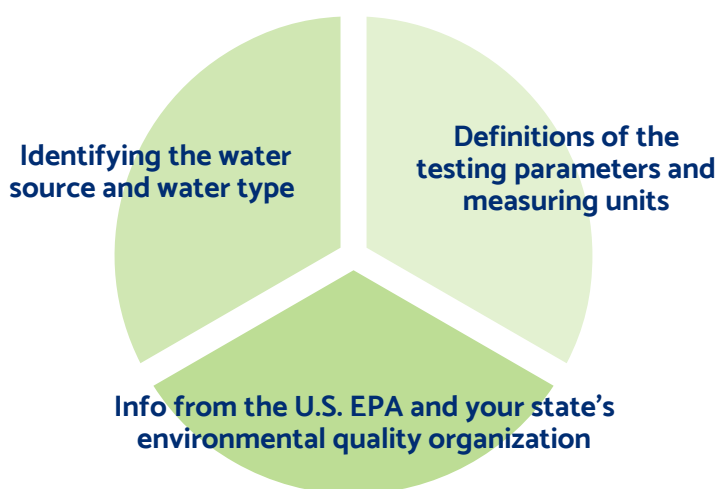 Identifying the water
source and water type
Definitions of the
testing parameters and
measuring units
Info from the U.S. EPA and your state's
environmental quality organization